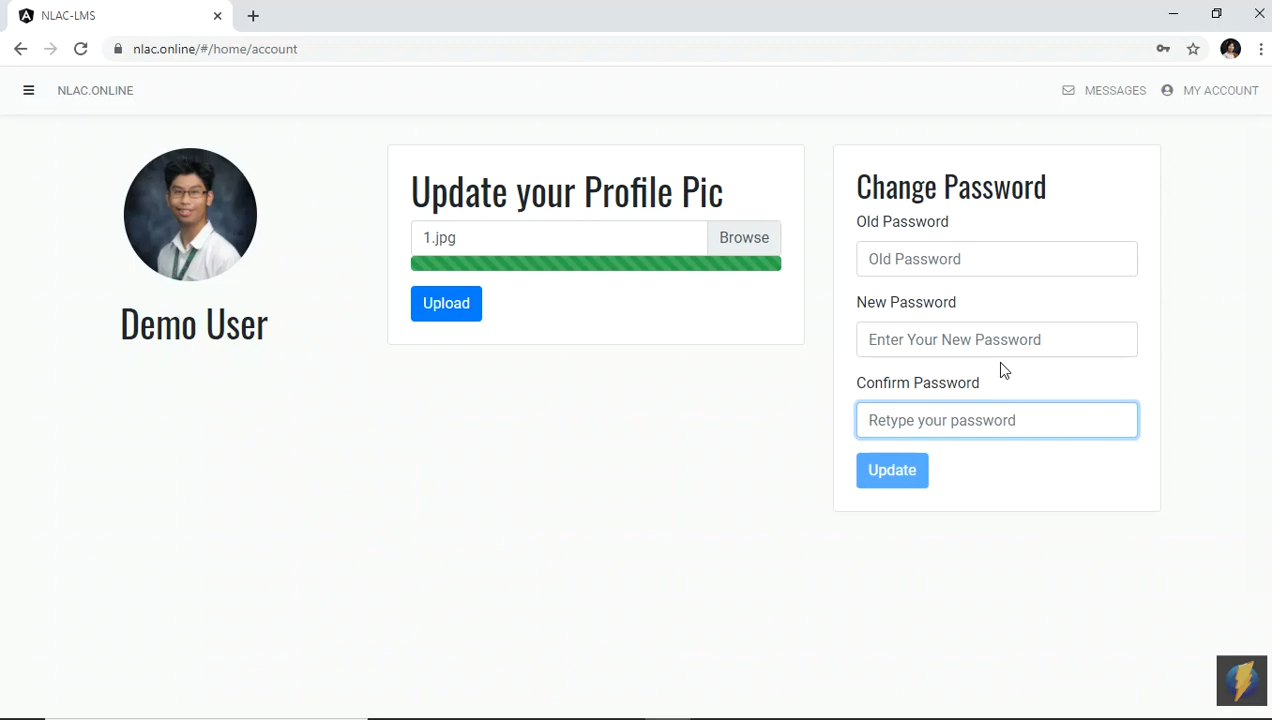 NLAC-LMS
nlac.online/#/home/account
NLAC.ONLINE
MESSAGES
MY ACCOUNT
Demo User
Update your Profile Pic
1.jpg
Browse
Upload
Change Password
Old Password
Old Password
New Password
Enter Your New Password
Confirm Password
Retype your password
Update